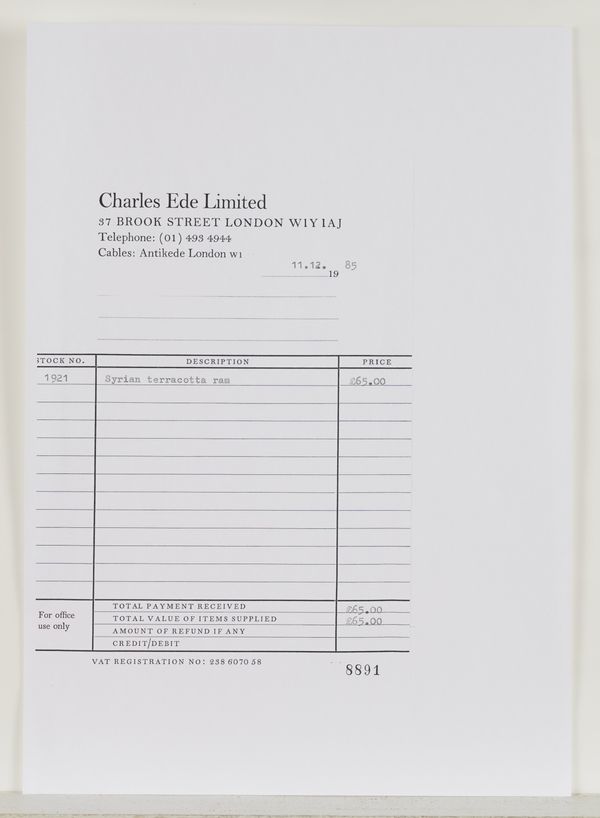 Charles Ede Limited
37 BROOK STREET LONDON W1Y 1AJ
Telephone: (01) 493 4944
Cables: Antikede London W1
11.12. 19 85
STOCK NO. DESCRIPTION PRICE
1921 Syrian terracotta ram £65.00
For office use only
TOTAL PAYMENT RECEIVED £65.00
TOTAL VALUE OF ITEMS SUPPLIED £65.00
AMOUNT OF REFUND IF ANY
CREDIT/DEBIT
VAT REGISTRATION NO: 238 6070 58
8891